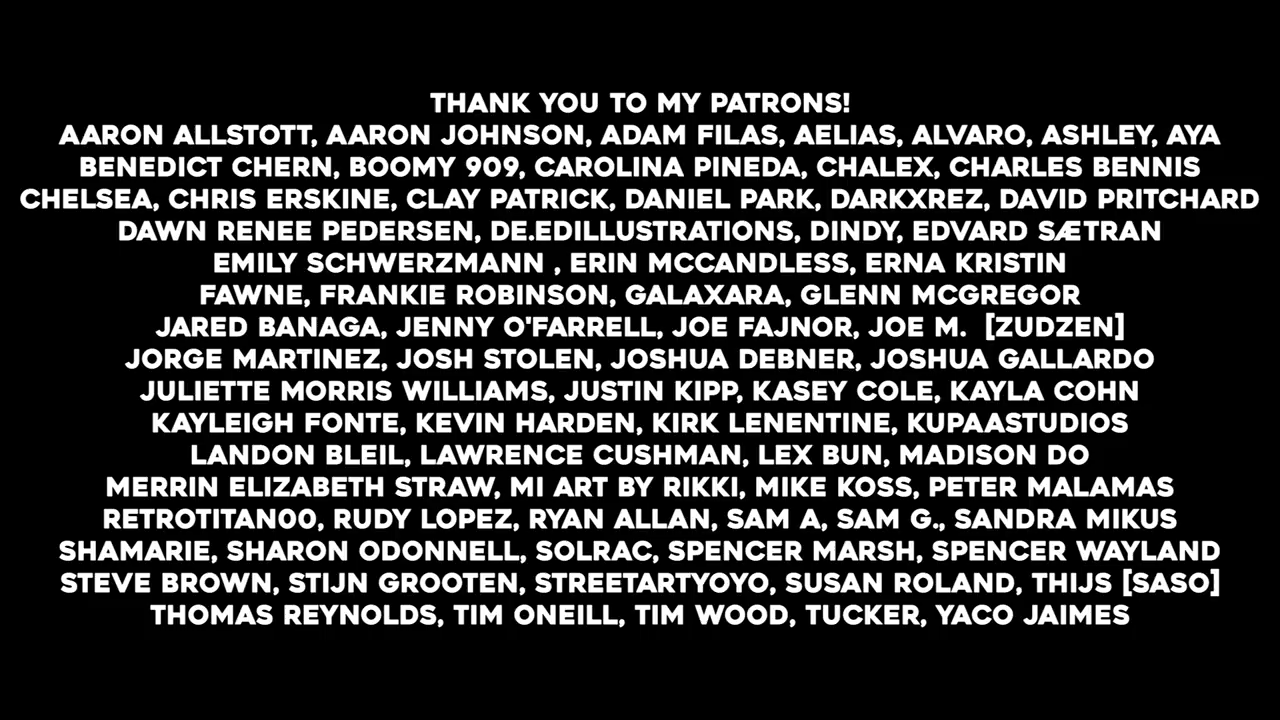 THANK YOU TO MY PATRONS!
AARON ALLSTOTT, AARON JOHNSON, ADAM FILAS, AELIAS, ALVARO, ASHLEY, AYA
BENEDICT CHERN, BOOMY 909, CAROLINA PINEDA, CHALEX, CHARLES BENNIS
CHELSEA, CHRIS ERSKINE, CLAY PATRICK, DANIEL PARK, DARKXREZ, DAVID PRITCHARD
DAWN RENEE PEDERSEN, DE.EDILLUSTRATIONS, DINDY, EDVARD SÆTRAN
EMILY SCHWERZMANN , ERIN MCCANDLESS, ERNA KRISTIN
FAWNE, FRANKIE ROBINSON, GALAXARA, GLENN MCGREGOR
JARED BANAGA, JENNY O'FARRELL, JOE FAJNOR, JOE M.  [ZUDZEN]
JORGE MARTINEZ, JOSH STOLEN, JOSHUA DEBNER, JOSHUA GALLARDO
JULIETTE MORRIS WILLIAMS, JUSTIN KIPP, KASEY COLE, KAYLA COHN
KAYLEIGH FONTE, KEVIN HARDEN, KIRK LENENTINE, KUPAASTUDIOS
LANDON BLEIL, LAWRENCE CUSHMAN, LEX BUN, MADISON DO
MERRIN ELIZABETH STRAW, MI ART BY RIKKI, MIKE KOSS, PETER MALAMAS
RETROTITAN00, RUDY LOPEZ, RYAN ALLAN, SAM A, SAM G., SANDRA MIKUS
SHAMARIE, SHARON ODONNELL, SOLRAC, SPENCER MARSH, SPENCER WAYLAND
STEVE BROWN, STIJN GROOTEN, STREETARTYOYO, SUSAN ROLAND, THIJS [SASO]
THOMAS REYNOLDS, TIM ONEILL, TIM WOOD, TUCKER, YACO JAIMES